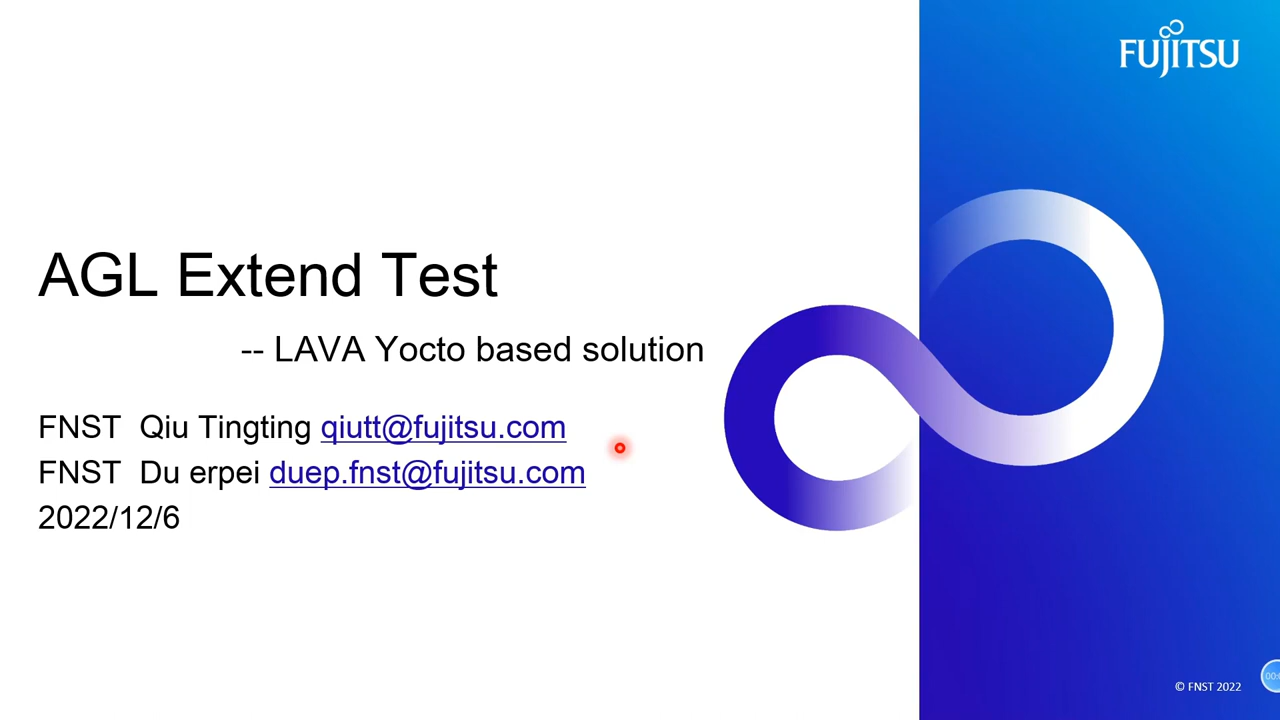 FUJITSU
AGL Extend Test
-- LAVA Yocto based solution
FNST Qiu Tingting qiutt@fujitsu.com
FNST Du erpei duep.fnst@fujitsu.com
2022/12/6
© FNST 2022